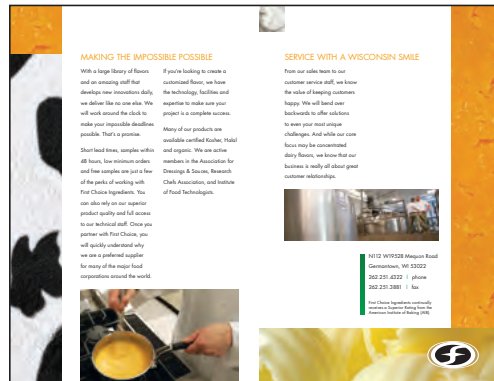 MAKING THE IMPOSSIBLE POSSIBLE
With a large library of flavors
and an amazing staff that
develops new innovations daily,
we deliver like no one else. We
will work around the clock to
make your impossible deadlines
possible. That's a promise.
Short lead times, samples within
48 hours, low minimum orders
and free samples are just a few
of the perks of working with
First Choice Ingredients. You
can also rely on our superior
product quality and full access
to our technical staff. Once you
partner with First Choice, you
will quickly understand why
we are a preferred supplier
for many of the major food
corporations around the world.
If you're looking to create a
customized flavor, we have
the technology, facilities and
expertise to make sure your
project is a complete success.
Many of our products are
available certified Kosher, Halal
and organic. We are active
members in the Association for
Dressings & Sauces, Research
Chefs Association, and Institute
of Food Technologists.
SERVICE WITH A WISCONSIN SMILE
From our sales team to our
customer service staff, we know
the value of keeping customers
happy. We will bend over
backwards to offer solutions
to even your most unique
challenges. And while our core
focus may be concentrated
dairy flavors, we know that our
business is really all about great
customer relationships.
N112 W19528 Mequon Road
Germantown, WI 53022
262.251.4322 | phone
262.251.3881 | fax
First Choice Ingredients continually
receives a Superior Rating from the
American Institute of Baking (AIB).